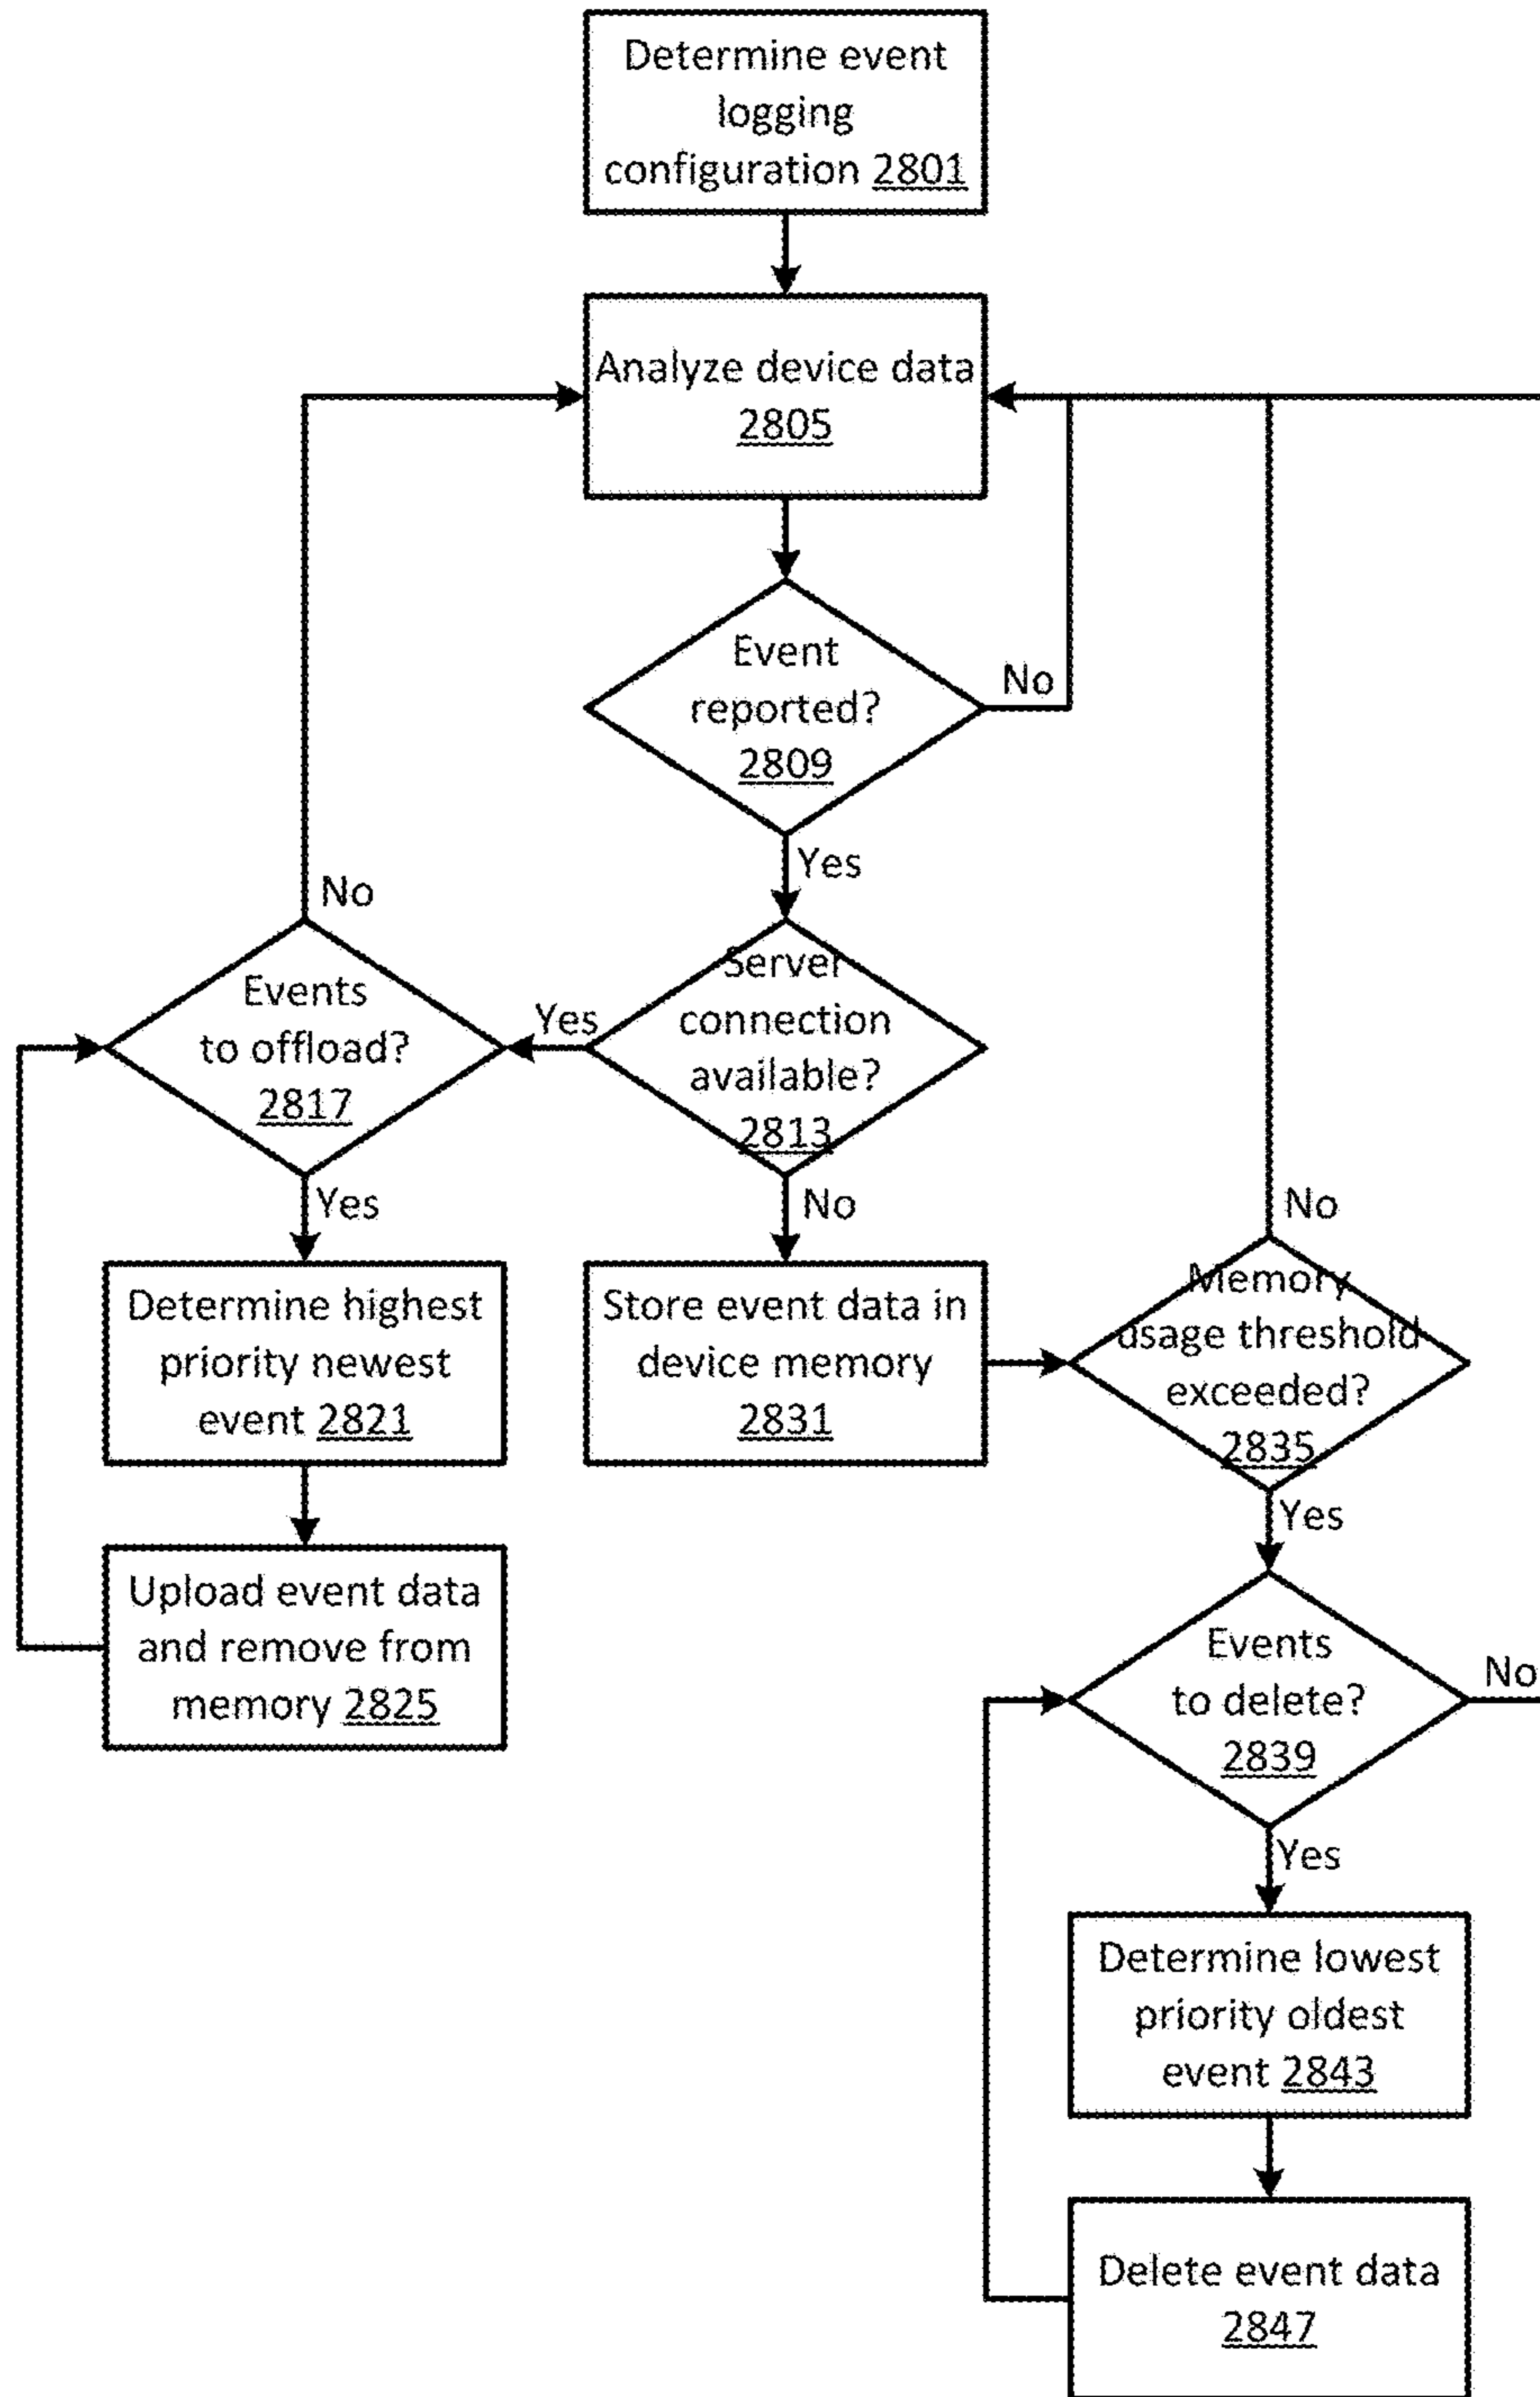 Determine event
logging
configuration 2801
Analyze device data
2805
Event
reported?
2809
No
Yes
No
Events
to offload?
2817
Yes
Server
connection
available?
2813
Yes
No
No
Determine highest
priority newest
event 2821
Store event data in
device memory
2831
Memory
usage threshold
exceeded?
2835
Yes
Upload event data
and remove from
memory 2825
Events
to delete?
2839
No
Yes
Determine lowest
priority oldest
event 2843
Delete event data
2847